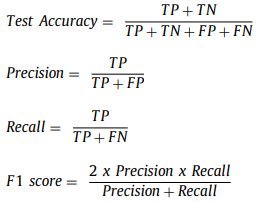 Test Accuracy = (TP + TN) / (TP + TN + FP + FN)
Precision = TP / (TP + FP)
Recall = TP / (TP + FN)
F1 score = (2 x Precision x Recall) / (Precision + Recall)